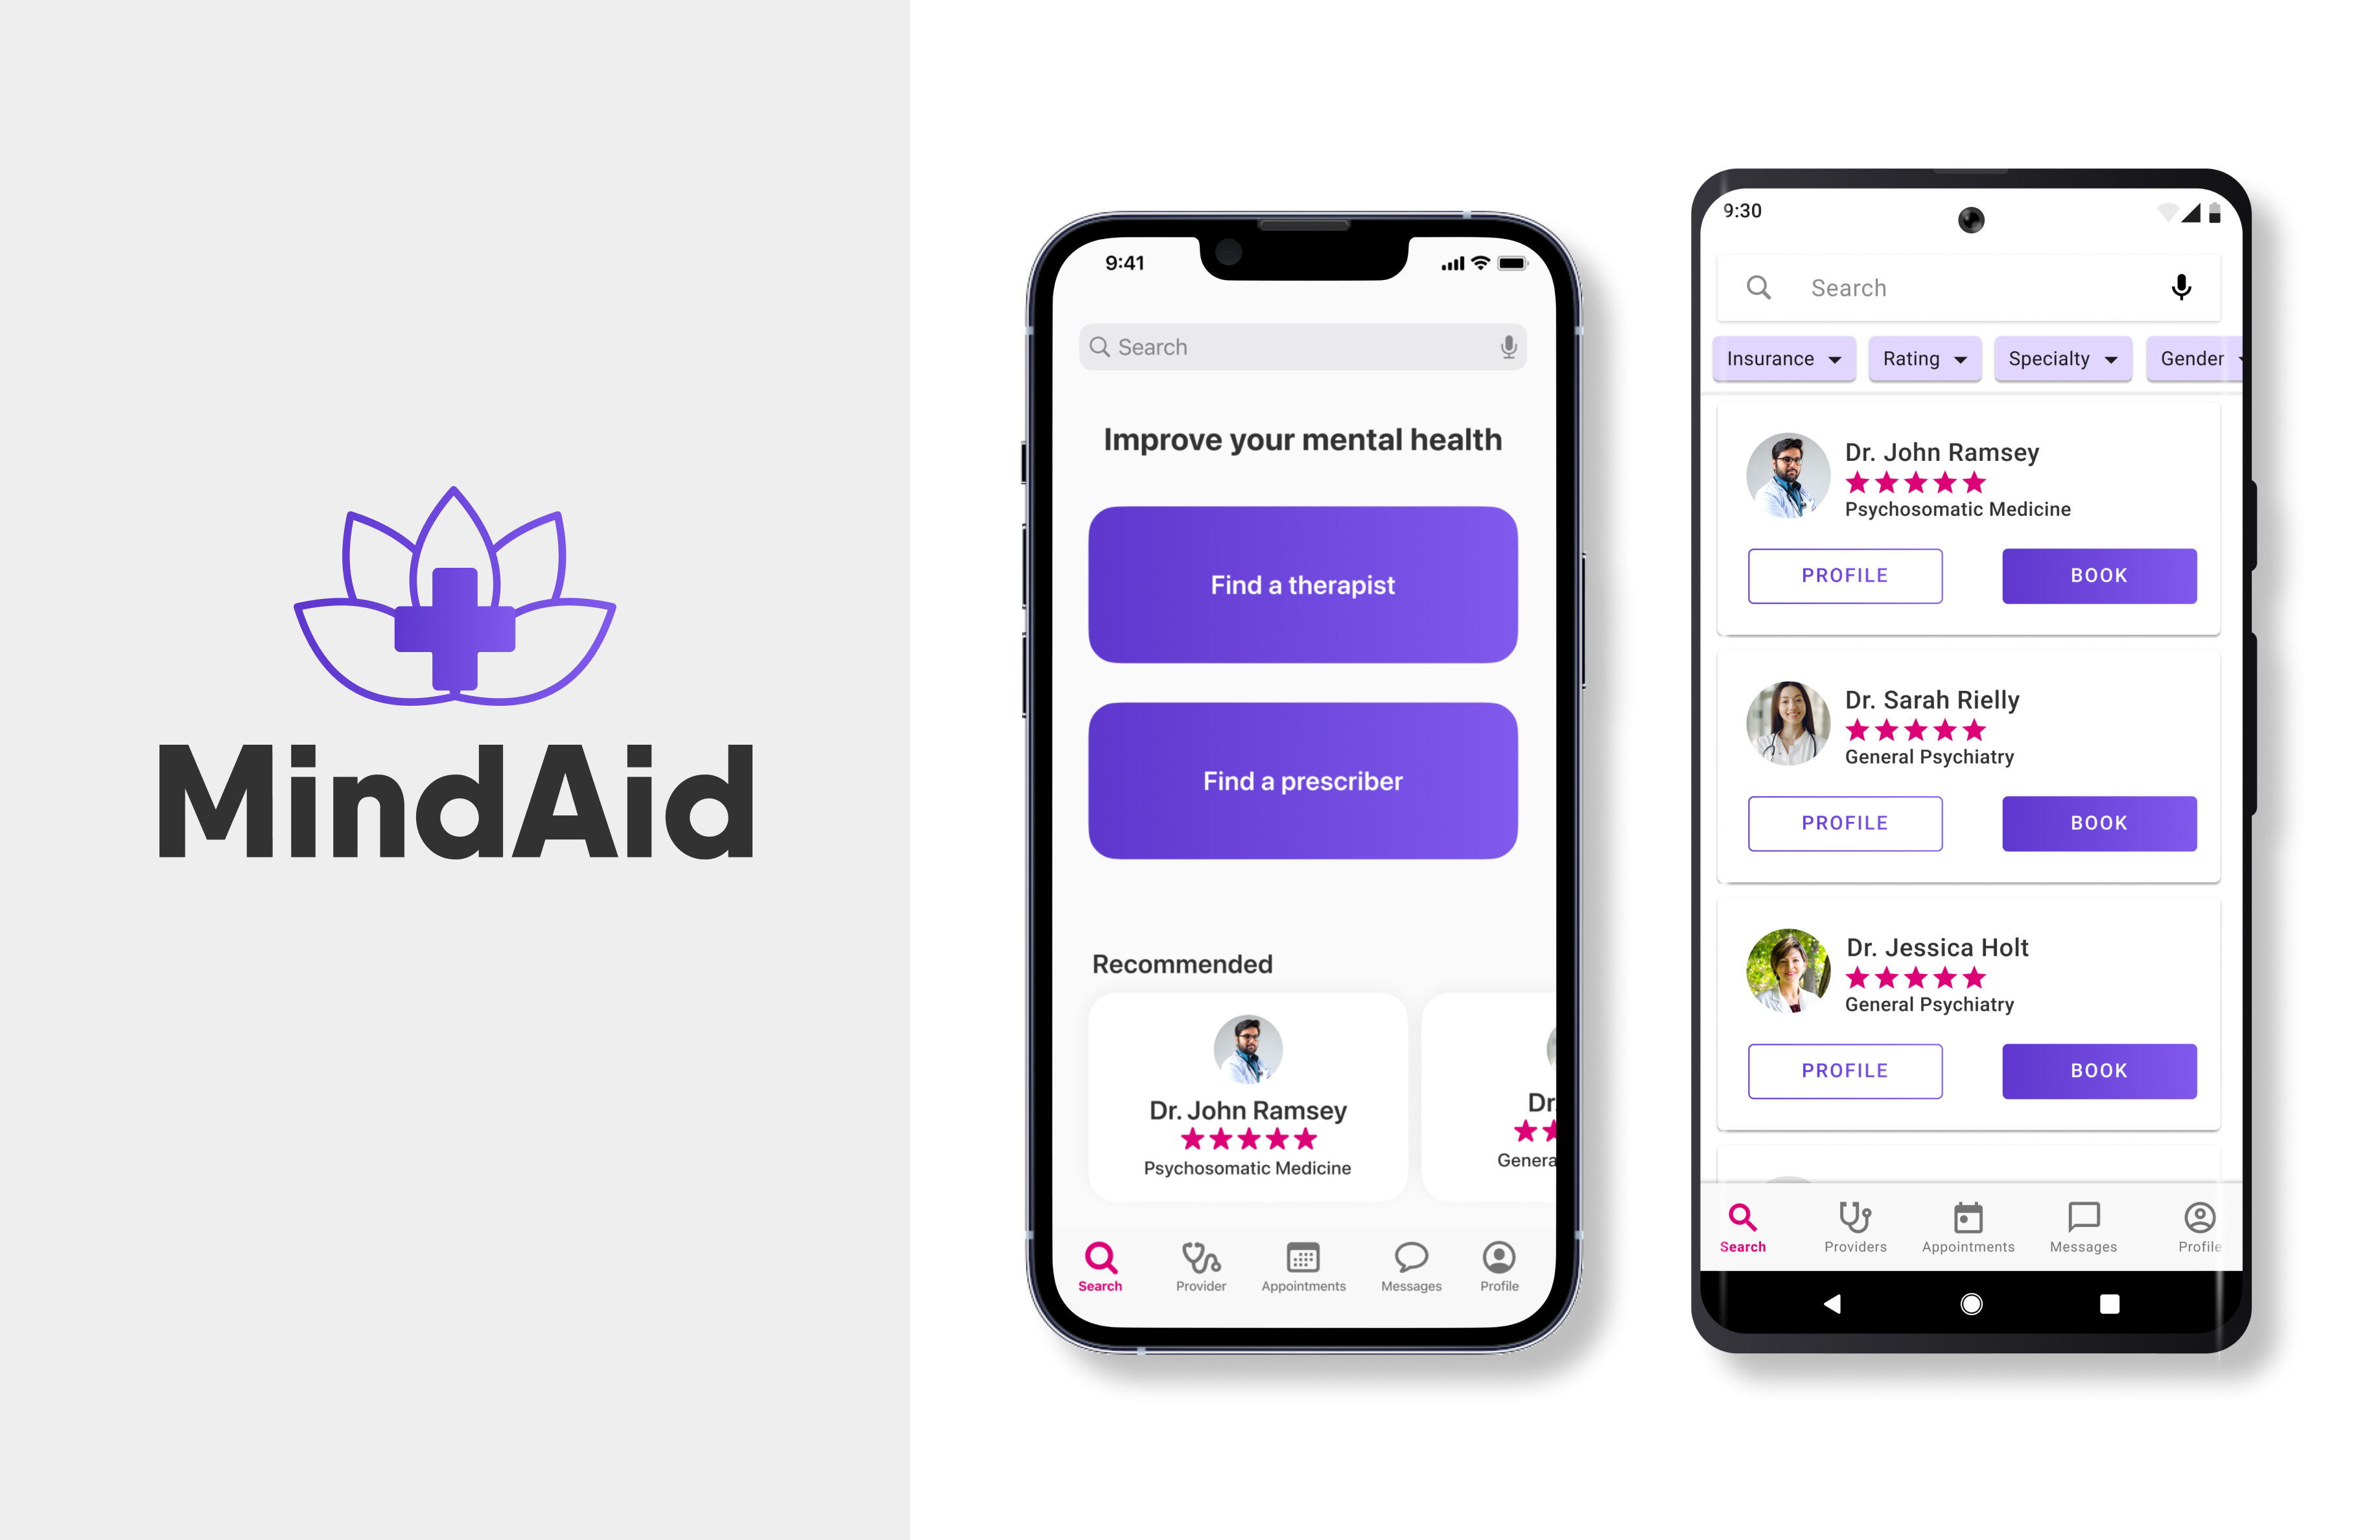 MindAid
9:41
Search
Improve your mental health
Find a therapist
Find a prescriber
Recommended
Dr. John Ramsey
Psychosomatic Medicine
Dr.
Genera
Search
Provider
Appointments
Messages
Profile
9:30
Search
Insurance
Rating
Specialty
Gender
Dr. John Ramsey
Psychosomatic Medicine
PROFILE
BOOK
Dr. Sarah Rielly
General Psychiatry
PROFILE
BOOK
Dr. Jessica Holt
General Psychiatry
PROFILE
BOOK
Search
Providers
Appointments
Messages
Profile